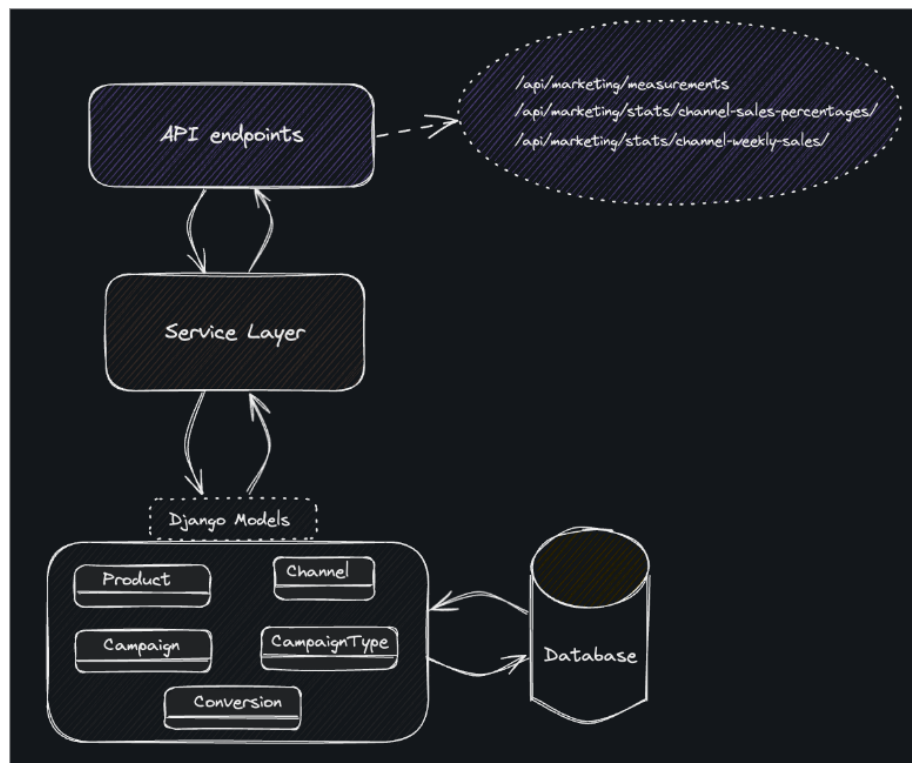 /api/marketing/measurements
API endpoints
/api/marketing/stats/channel-sales-percentages/
/api/marketing/stats/channel-weekly-sales/
Service Layer
Django Models
Product
Channel
Campaign
CampaignType
Conversion
Database